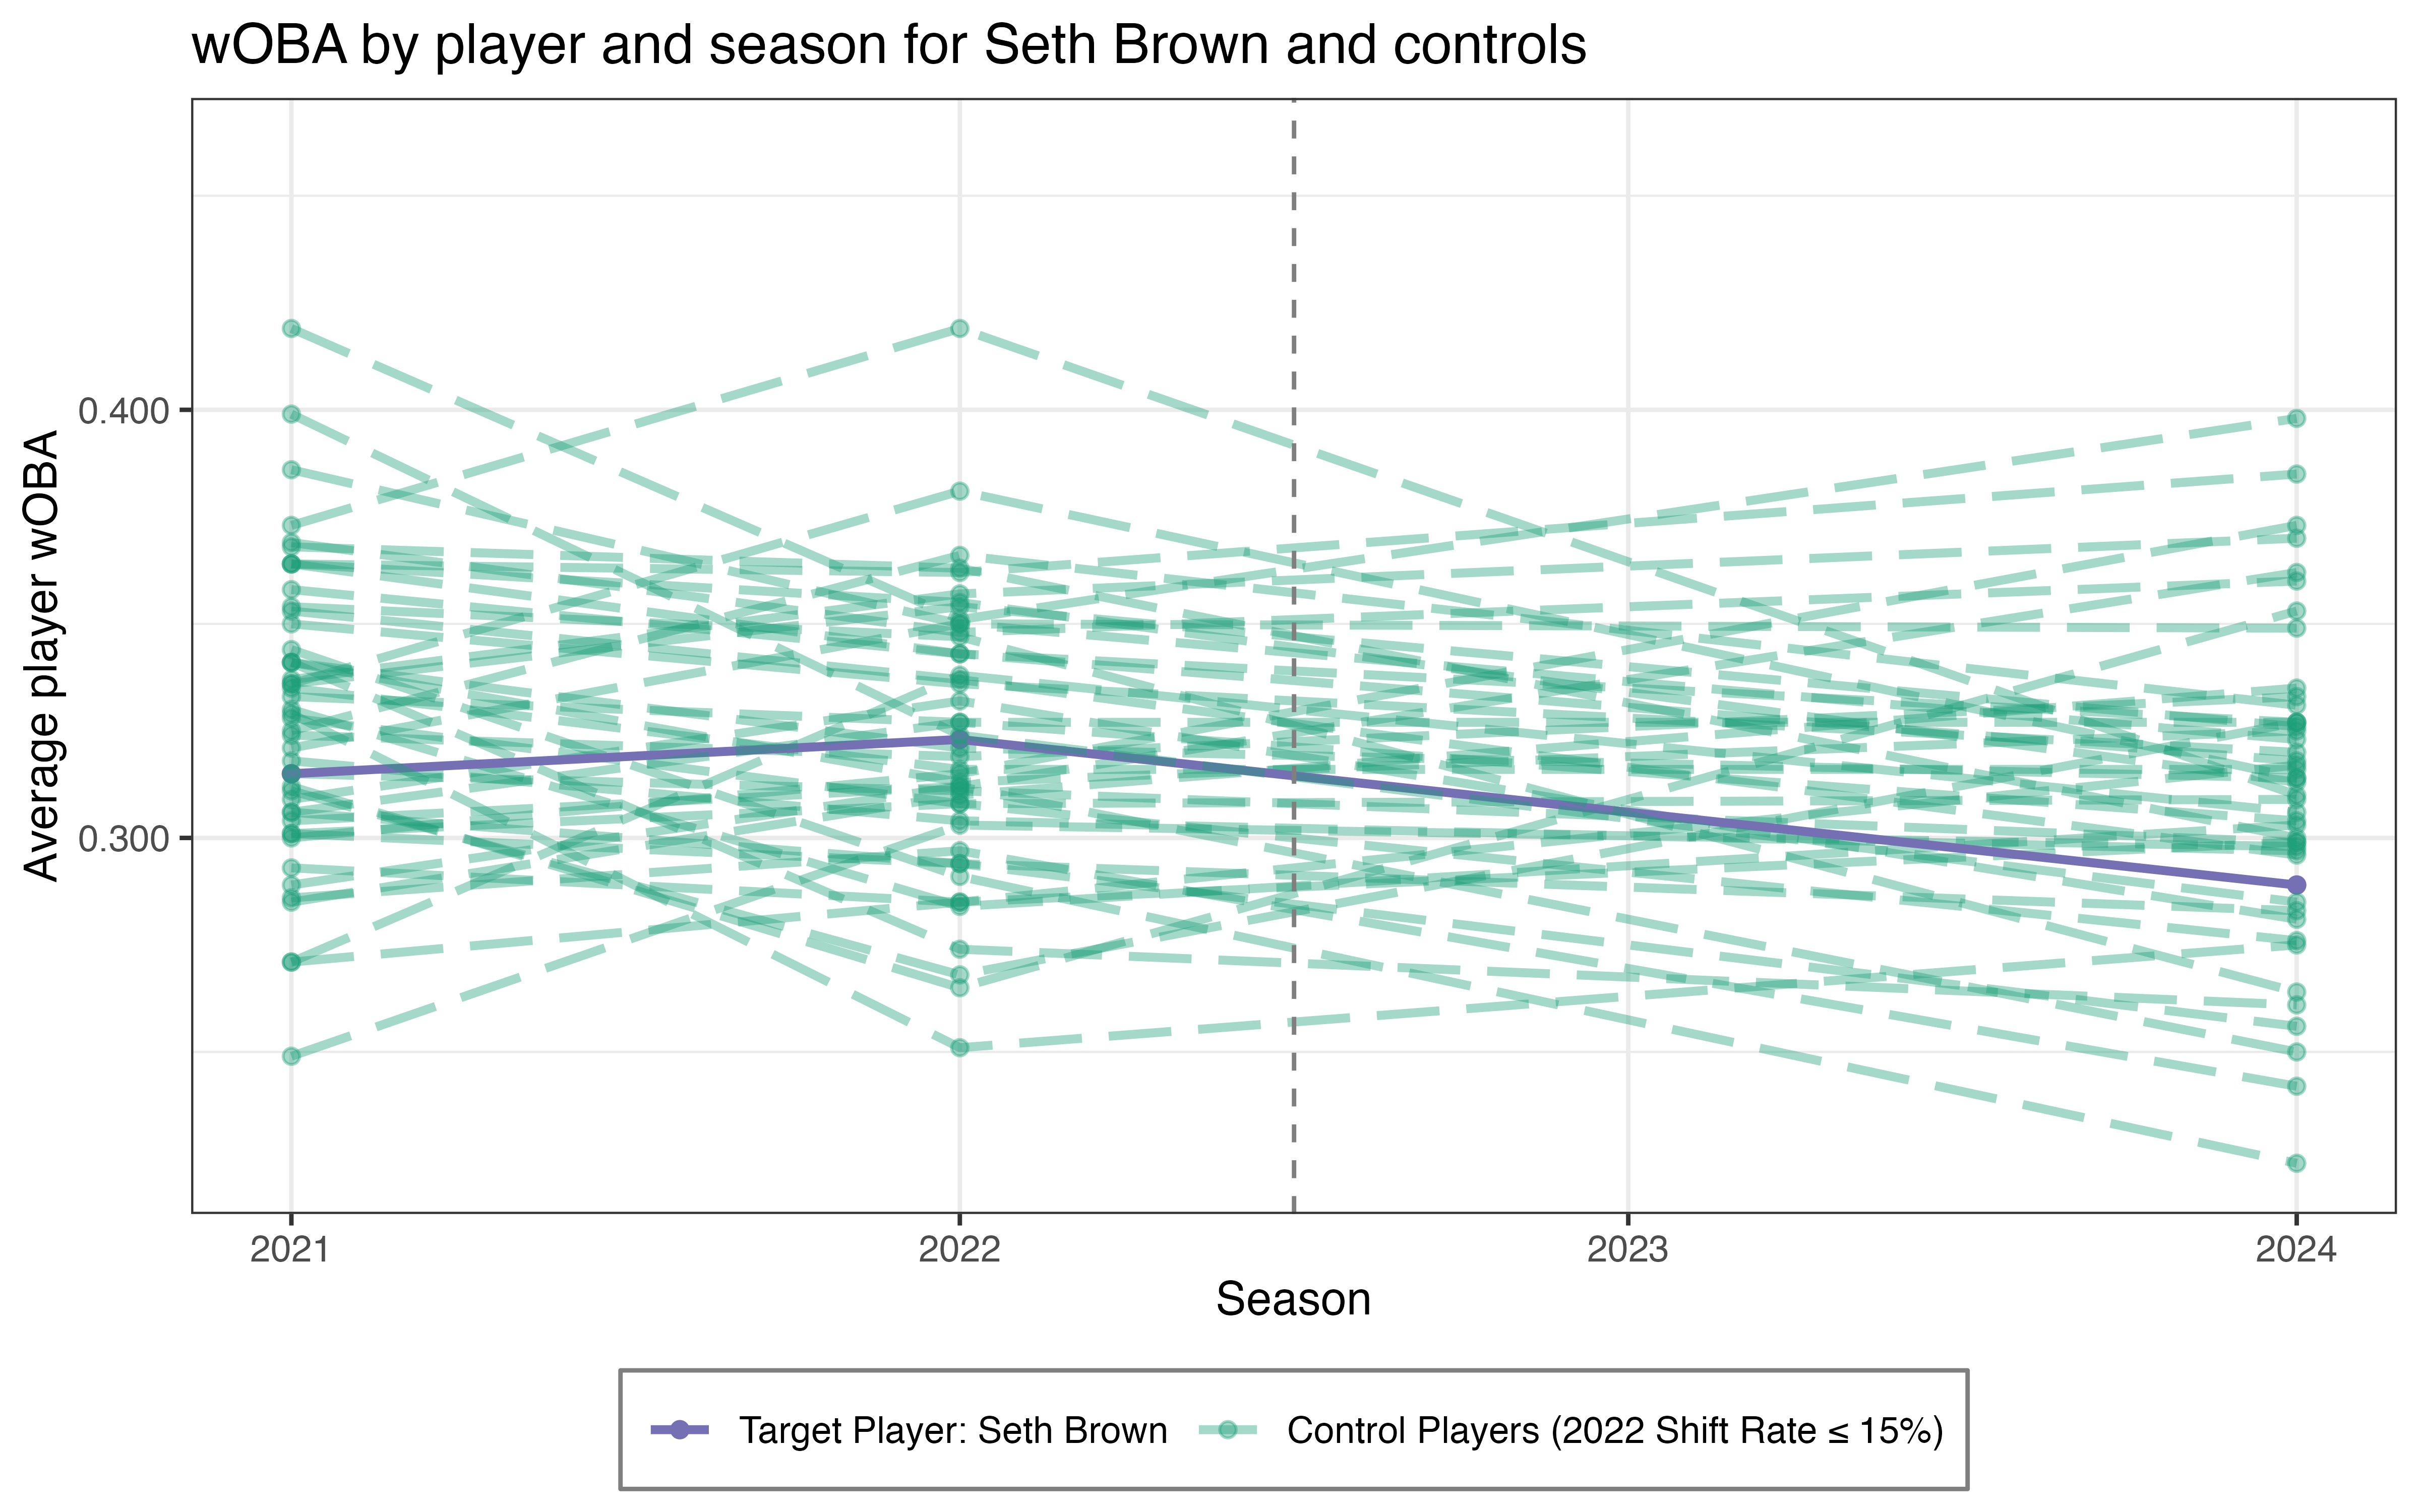 wOBA by player and season for Seth Brown and controls
Average player wOBA
0.400
0.300
2021
2022
2023
2024
Season
Target Player: Seth Brown
Control Players (2022 Shift Rate ≤ 15%)